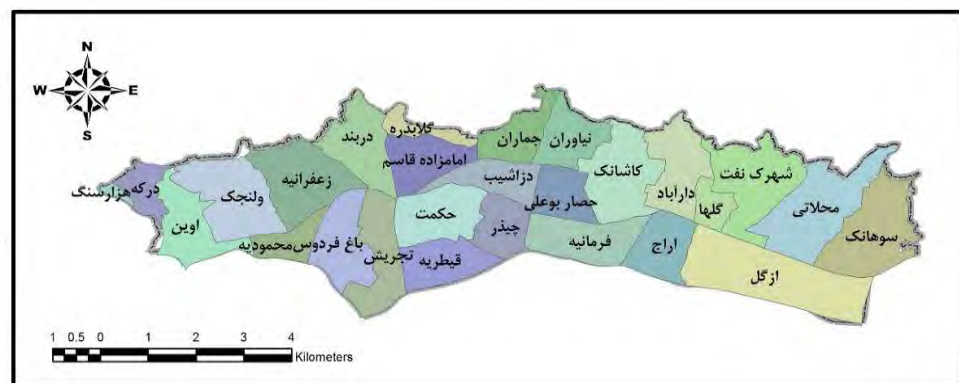 N
W E
S
گلابدره
دربند
امامزاده قاسم
جماران
نیاوران
کاشانک
دزاشیب
زعفرانیه
ولنجک
درکه
هزارسنگ
اوین
محمودیه
باغ فردوس
تجریش
حکمت
قیطریه
چیذر
حصار بوعلی
فرمانیه
اراج
داراباد
گلها
شهرک نفت
محلاتی
سوهانک
ازگل
1 0.5 0 1 2 3 4
Kilometers